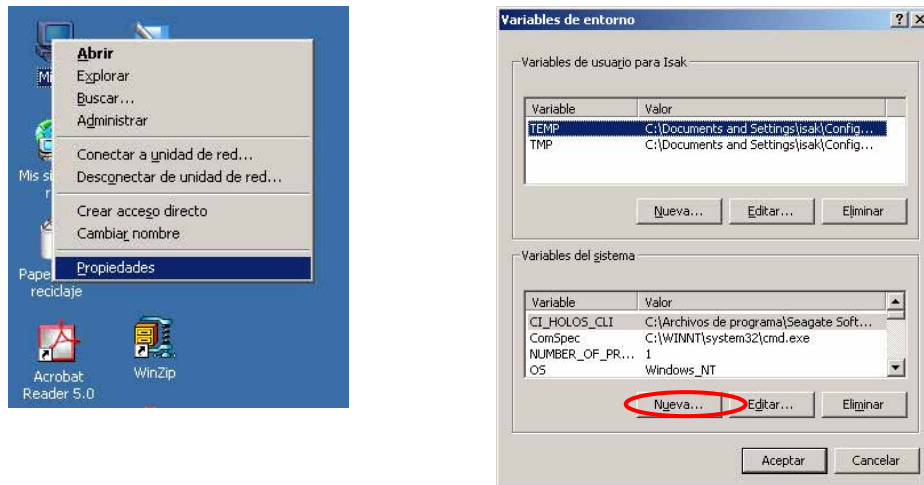 Mi
Abrir
Explorar
Buscar...
Administrar
Conectar a unidad de red...
Desconectar de unidad de red...
Crear acceso directo
Cambiar nombre
Propiedades
Mis si
r
Pape
reciclaje
Acrobat
Reader 5.0
WinZip
Variables de entorno
Variables de usuario para Isak
Variable Valor
TEMP C:\Documents and Settings\isak\Config...
TMP C:\Documents and Settings\isak\Config...
Nueva... Editar... Eliminar
Variables del sistema
Variable Valor
CI_HOLOS_CLI C:\Archivos de programa\Seagate Soft...
ComSpec C:\WINNT\system32\cmd.exe
NUMBER_OF_PR... 1
OS Windows_NT
Nueva... Editar... Eliminar
Aceptar Cancelar